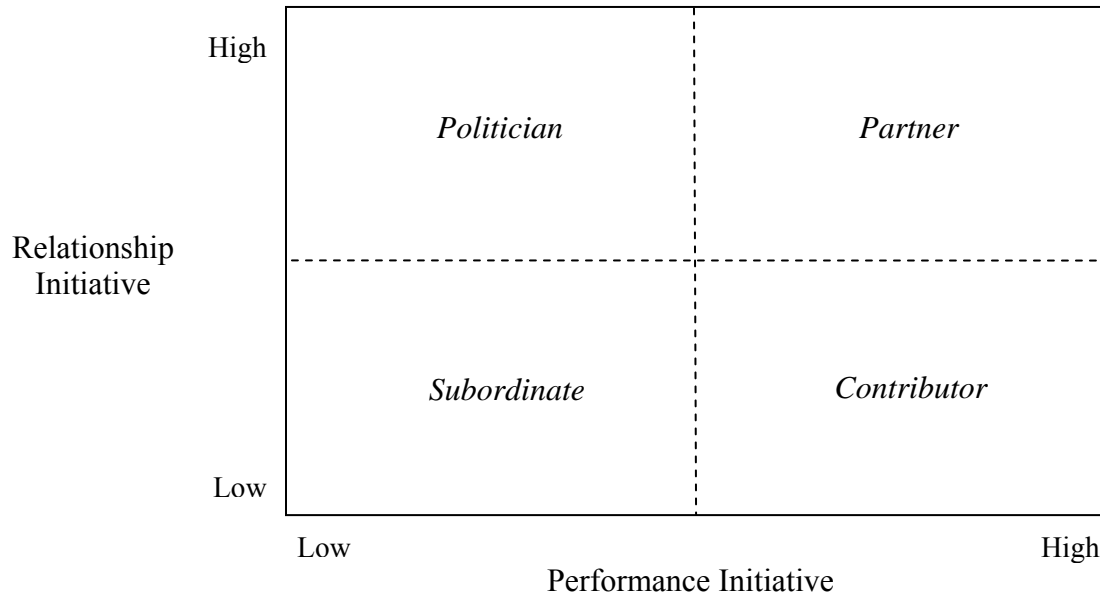 High
Politician
Partner
Relationship
Initiative
Subordinate
Contributor
Low
Low
High
Performance Initiative